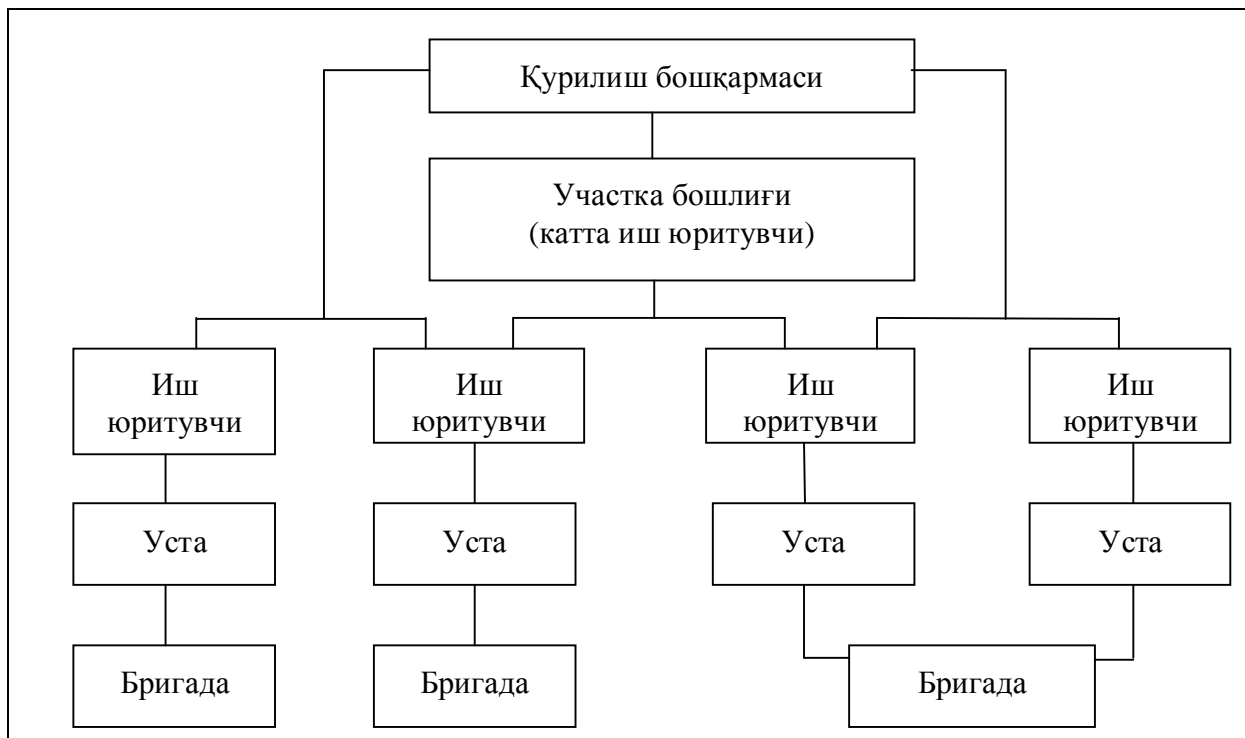 Қурилиш бошқармаси
Участка бошлиғи
(катта иш юритувчи)
Иш
юритувчи
Иш
юритувчи
Иш
юритувчи
Иш
юритувчи
Уста
Уста
Уста
Уста
Бригада
Бригада
Бригада